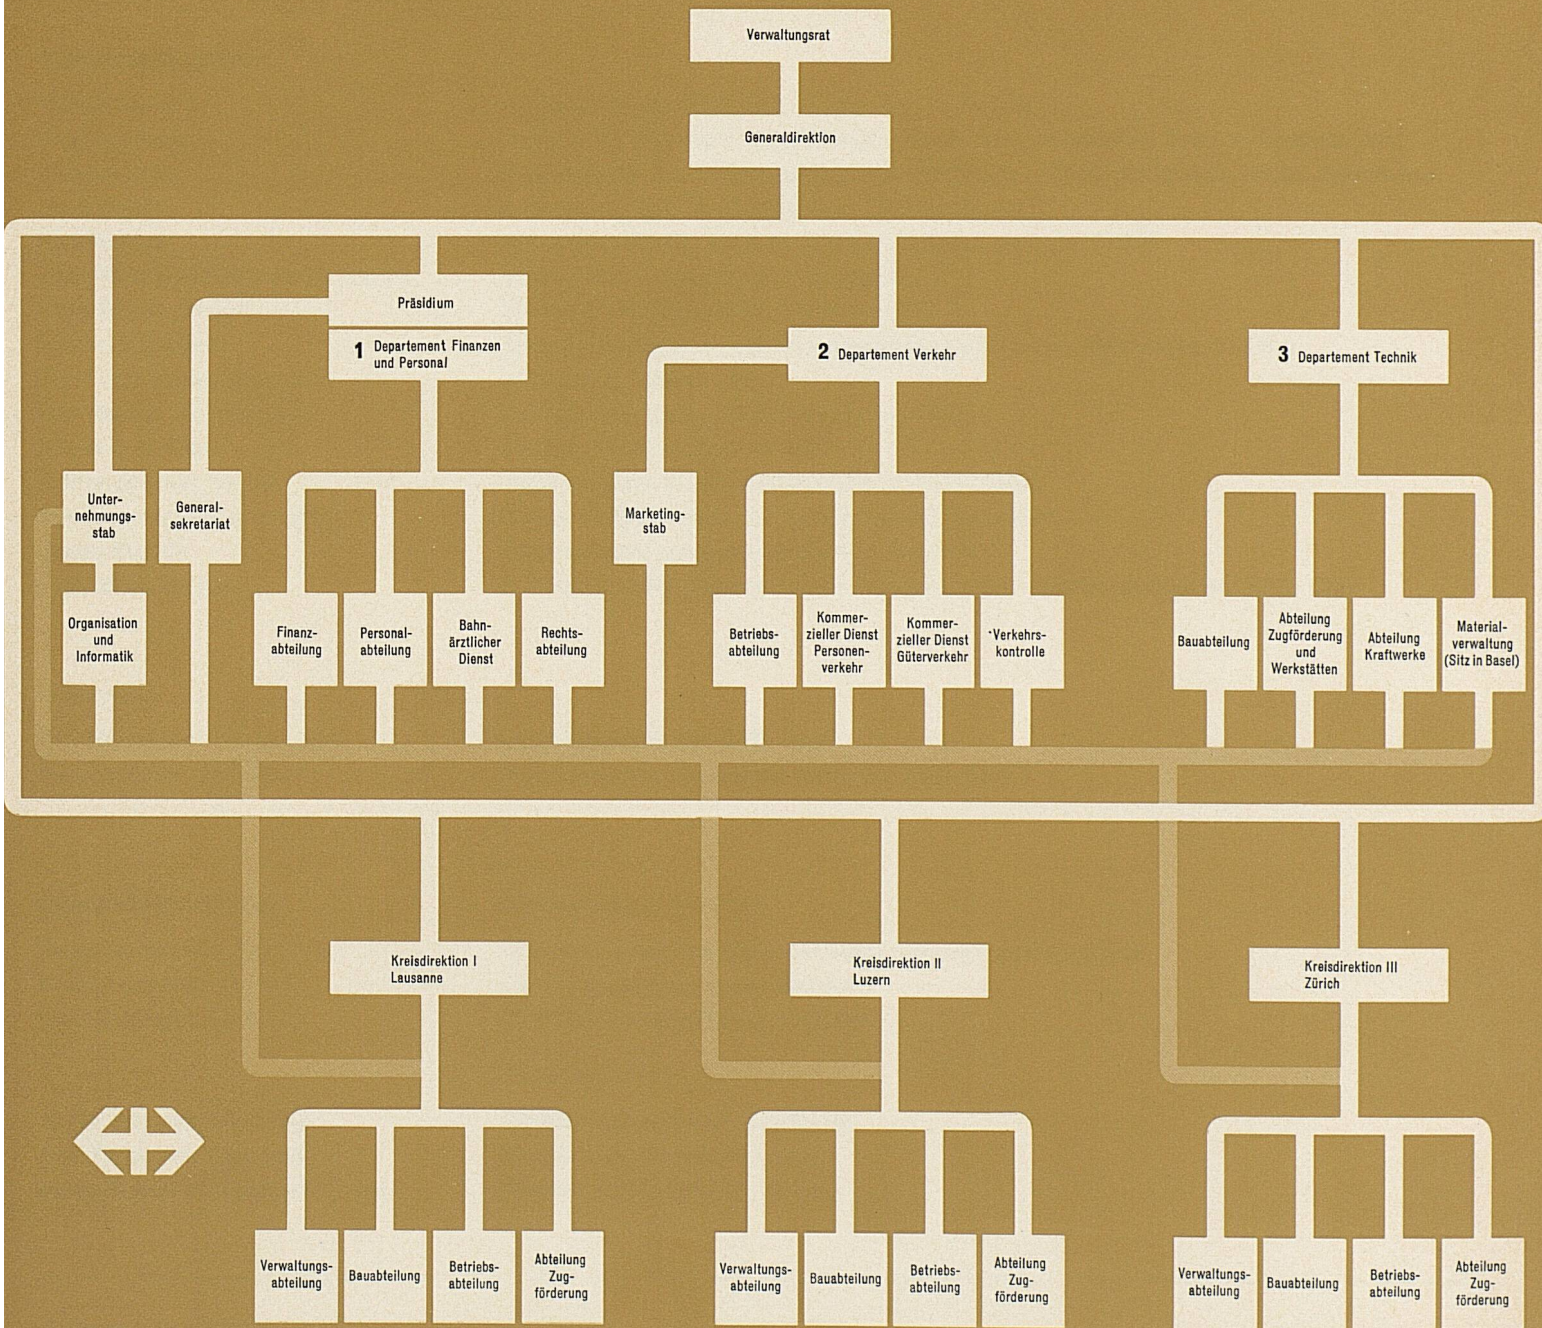 Verwaltungsrat
Generaldirektion
Präsidium
1 Departement Finanzen
und Personal
2 Departement Verkehr
3 Departement Technik
Unter-
nehmungs-
stab
General-
sekretariat
Marketing-
stab
Organisation
und
Informatik
Finanz-
abteilung
Personal-
abteilung
Bahn-
ärztlicher
Dienst
Rechts-
abteilung
Betriebs-
abteilung
Kommer-
zieller Dienst
Personen-
verkehr
Kommer-
zieller Dienst
Güterverkehr
Verkehrs-
kontrolle
Bauabteilung
Abteilung
Zugförderung
und
Werkstätten
Abteilung
Kraftwerke
Material-
verwaltung
(Sitz in Basel)
Kreisdirektion I
Lausanne
Kreisdirektion II
Luzern
Kreisdirektion III
Zürich
Verwaltungs-
abteilung
Bauabteilung
Betriebs-
abteilung
Abteilung
Zug-
förderung
Verwaltungs-
abteilung
Bauabteilung
Betriebs-
abteilung
Abteilung
Zug-
förderung
Verwaltungs-
abteilung
Bauabteilung
Betriebs-
abteilung
Abteilung
Zug-
förderung